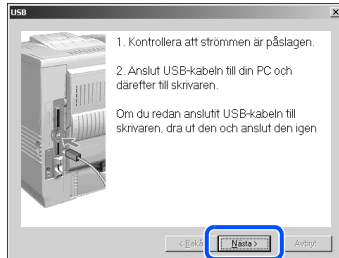 USB
1. Kontrollera att strömmen är påslagen.
2. Anslut USB-kabeln till din PC och
därefter till skrivaren.
Om du redan anslutit USB-kabeln till
skrivaren, dra ut den och anslut den igen
Nästa >
Avbryt